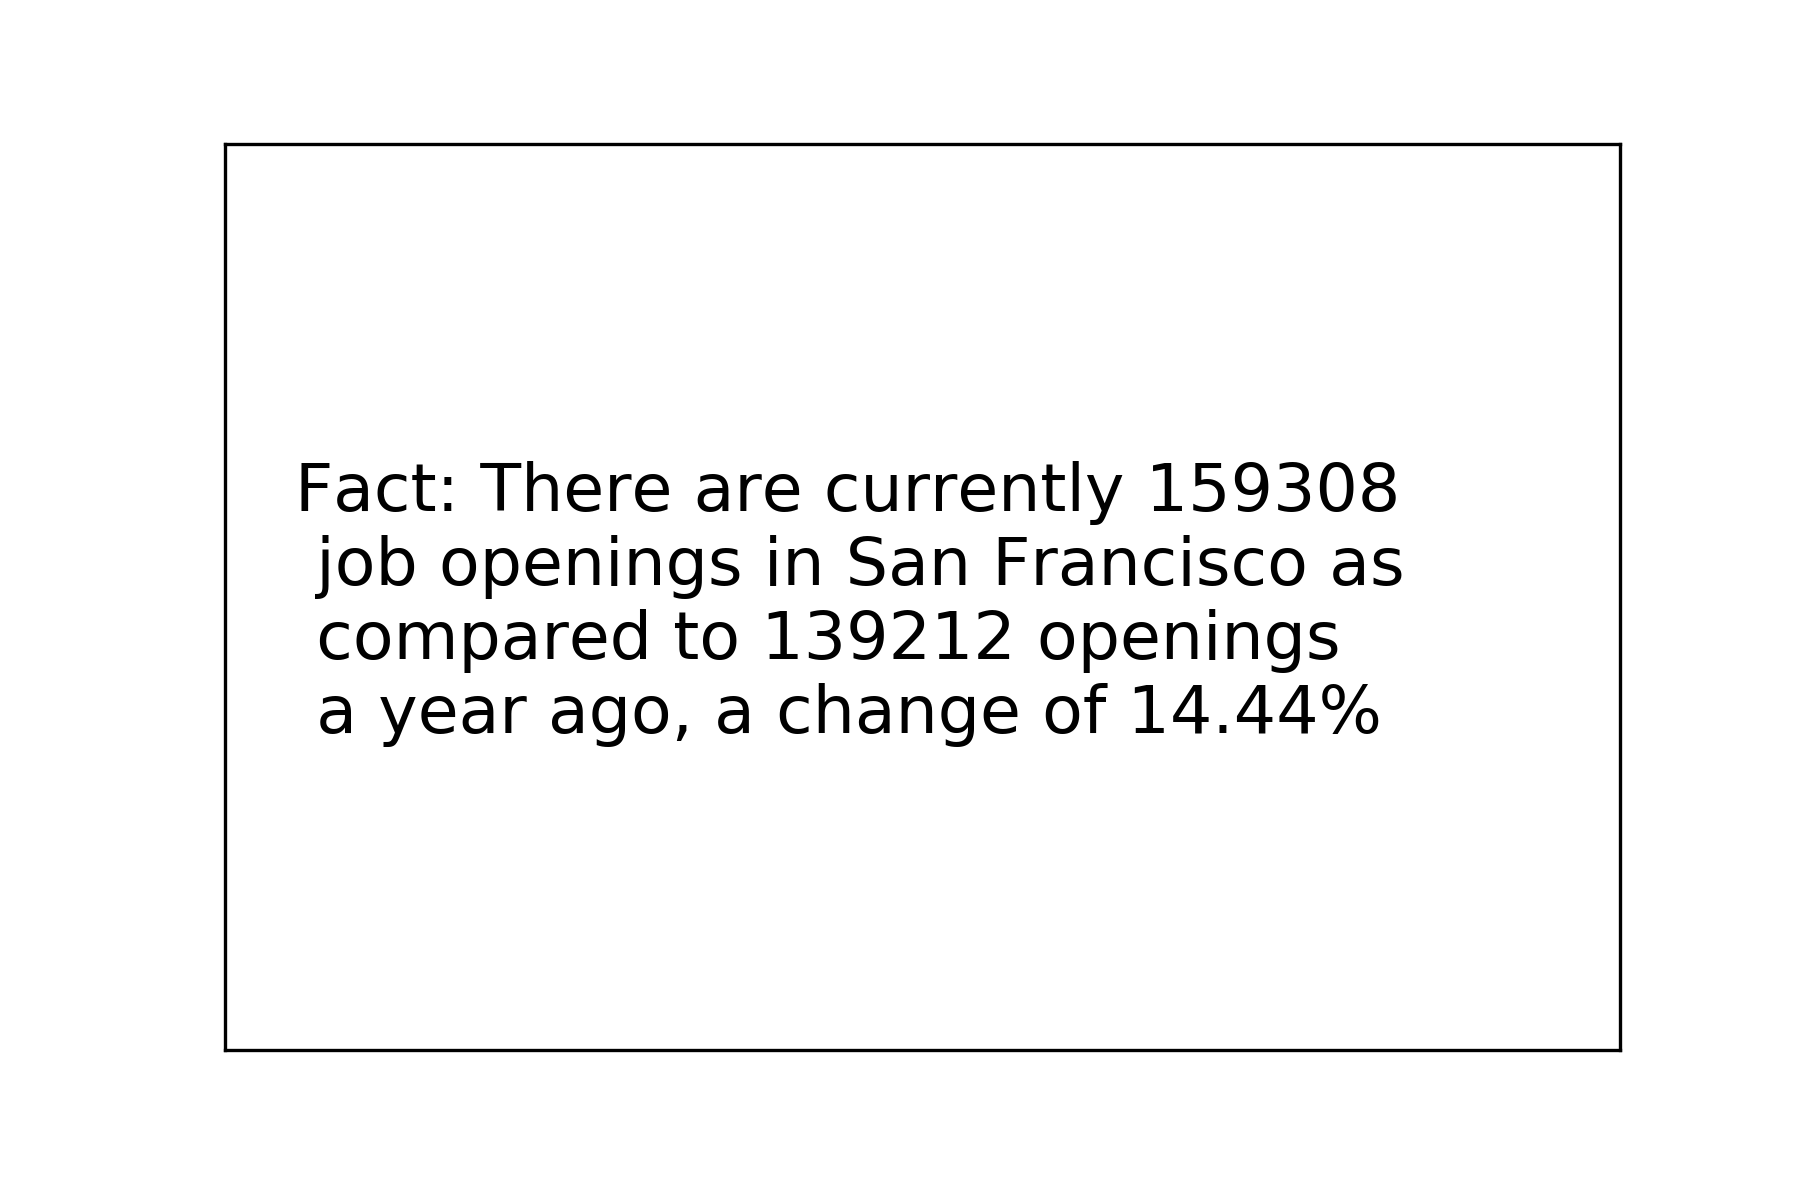 Fact: There are currently 159308
job openings in San Francisco as
compared to 139212 openings
a year ago, a change of 14.44%